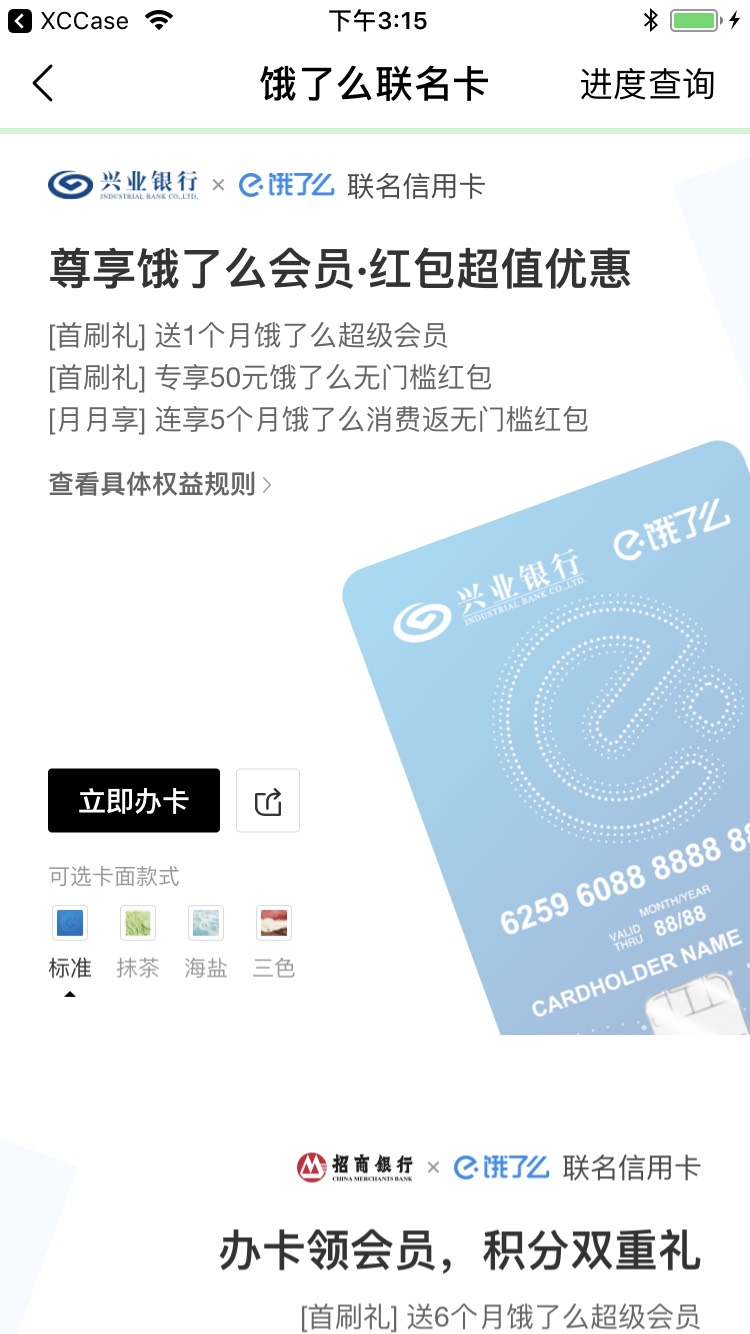 XCCase 下午3:15
饿了么联名卡 进度查询
兴业银行 × 饿了么 联名信用卡
INDUSTRIAL BANK CO.,LTD.
尊享饿了么会员·红包超值优惠
[首刷礼] 送1个月饿了么超级会员
[首刷礼] 专享50元饿了么无门槛红包
[月月享] 连享5个月饿了么消费返无门槛红包
查看具体权益规则
饿了么
兴业银行
INDUSTRIAL BANK CO.,LTD.
6259 6088 8888 88
MONTH/YEAR
VALID THRU 88/88
CARDHOLDER NAME
立即办卡
可选卡面款式
标准 抹茶 海盐 三色
招商银行 × 饿了么 联名信用卡
CHINA MERCHANTS BANK
办卡领会员，积分双重礼
[首刷礼] 送6个月饿了么超级会员